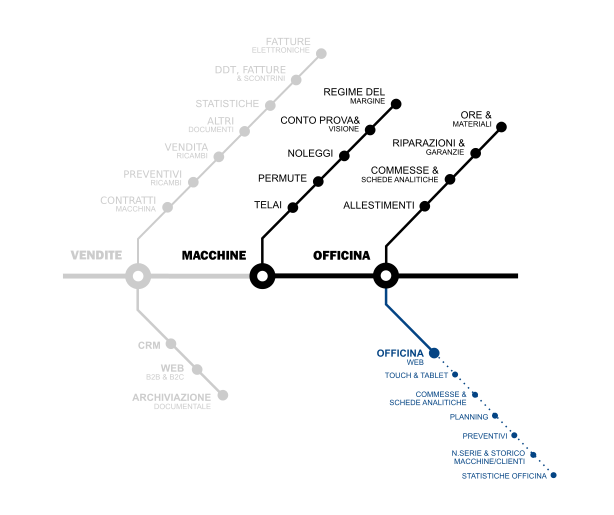 FATTURE
ELETTRONICHE
DDT, FATTURE
& SCONTRINI
STATISTICHE
ALTRI
DOCUMENTI
VENDITA
RICAMBI
PREVENTIVI
RICAMBI
CONTRATTI
MACCHINA
VENDITE
REGIME DEL
MARGINE
CONTO PROVA&
VISIONE
NOLEGGI
PERMUTE
TELAI
MACCHINE
ORE &
MATERIALI
RIPARAZIONI &
GARANZIE
COMMESSE &
SCHEDE ANALITICHE
ALLESTIMENTI
OFFICINA
CRM
WEB
B2B & B2C
ARCHIVIAZIONE
DOCUMENTALE
OFFICINA
WEB
TOUCH & TABLET
COMMESSE &
SCHEDE ANALITICHE
PLANNING
PREVENTIVI
N.SERIE & STORICO
MACCHINE/CLIENTI
STATISTICHE OFFICINA